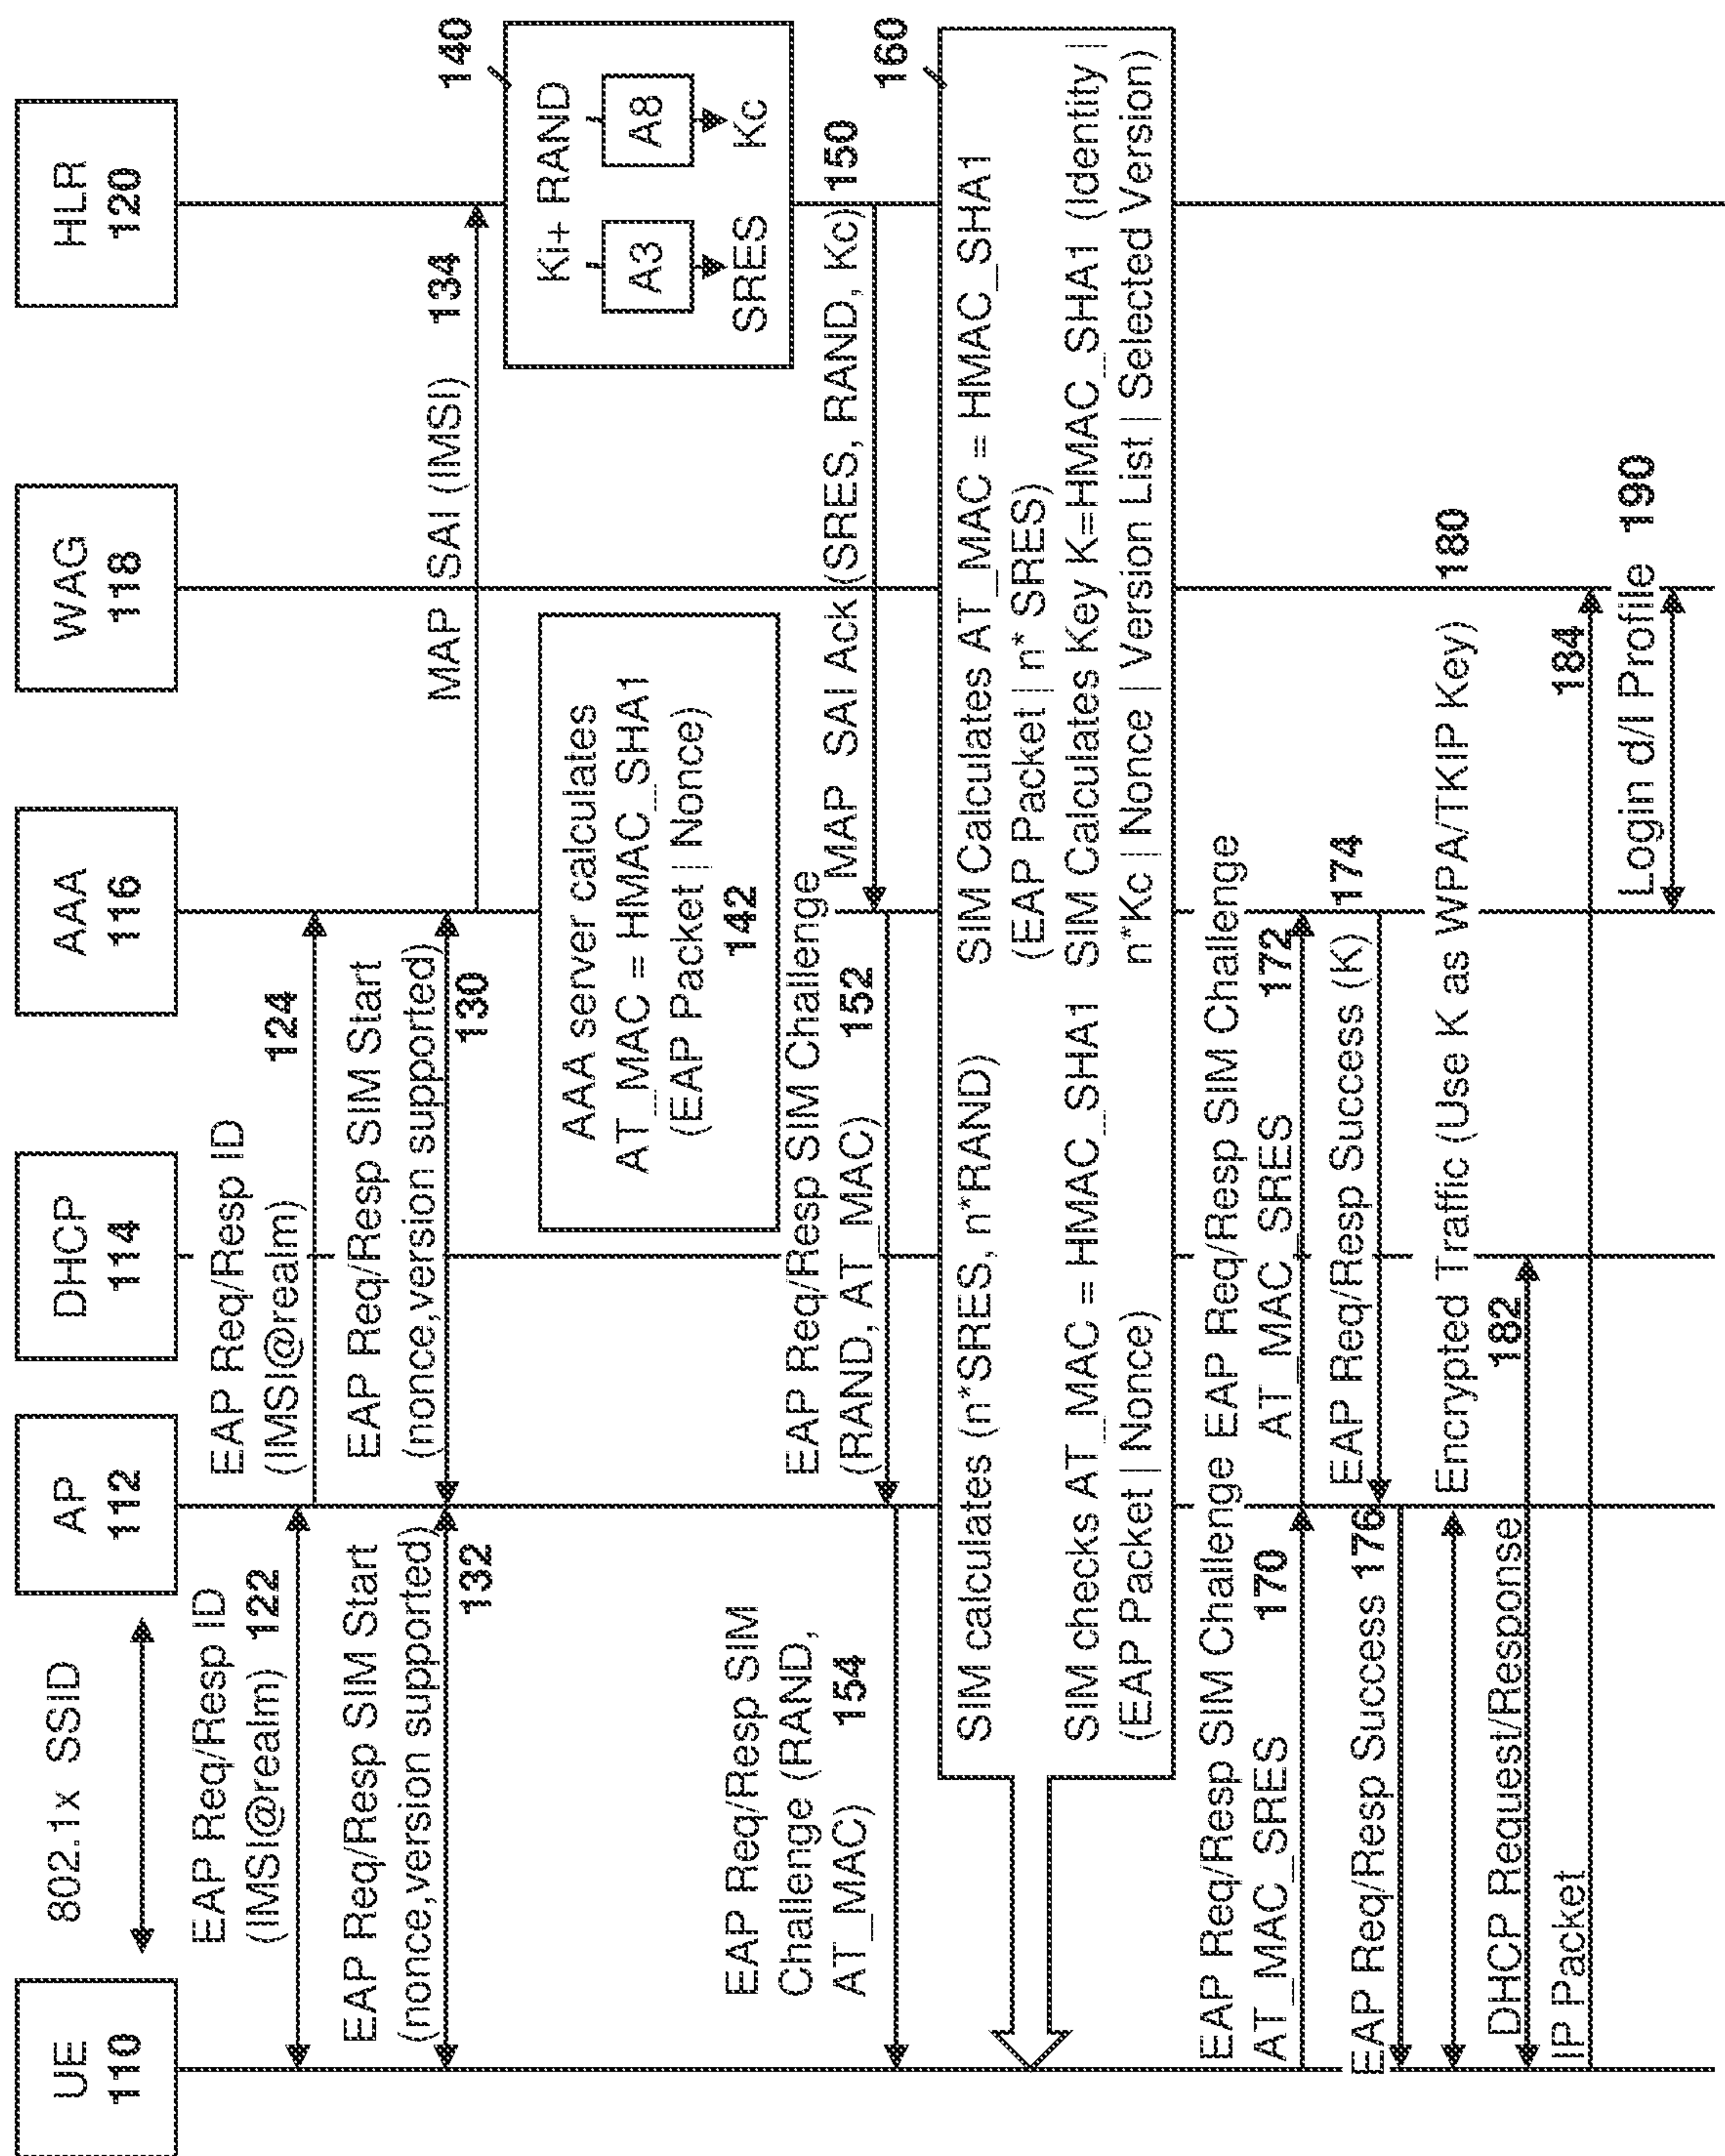 UE
110
802.1x SSID
AP
112
DHCP
114
AAA
116
WAG
118
HLR
120
EAP Req/Resp ID
(IMSI@realm) 122
EAP Req/Resp ID
(IMSI@realm)
124
EAP Req/Resp SIM Start
(nonce,version supported)
132
EAP Req/Resp SIM Start
(nonce,version supported)
130
MAP SAI (IMSI) 134
140
Ki+ RAND
A3
A8
SRES
Kc
AAA server calculates
AT_MAC = HMAC_SHA1
(EAP Packet | Nonce)
142
MAP SAI Ack (SRES, RAND, Kc) 150
EAP Req/Resp SIM Challenge
(RAND, AT_MAC) 152
EAP Req/Resp SIM
Challenge (RAND,
AT_MAC) 154
160
SIM calculates (n*SRES, n*RAND)
SIM checks AT_MAC = HMAC_SHA1
(EAP Packet | Nonce)
SIM Calculates AT_MAC = HMAC_SHA1
(EAP Packet | n* SRES)
SIM Calculates Key K=HMAC_SHA1 (Identity |
n*Kc | Nonce | Version List | Selected Version)
EAP Req/Resp SIM Challenge
AT_MAC_SRES 170
EAP Req/Resp SIM Challenge
AT_MAC_SRES 172
EAP Req/Resp Success (K) 174
EAP Req/Resp Success 176
Encrypted Traffic (Use K as WPA/TKIP Key) 180
DHCP Request/Response
182
IP Packet
184
Login d/l Profile 190